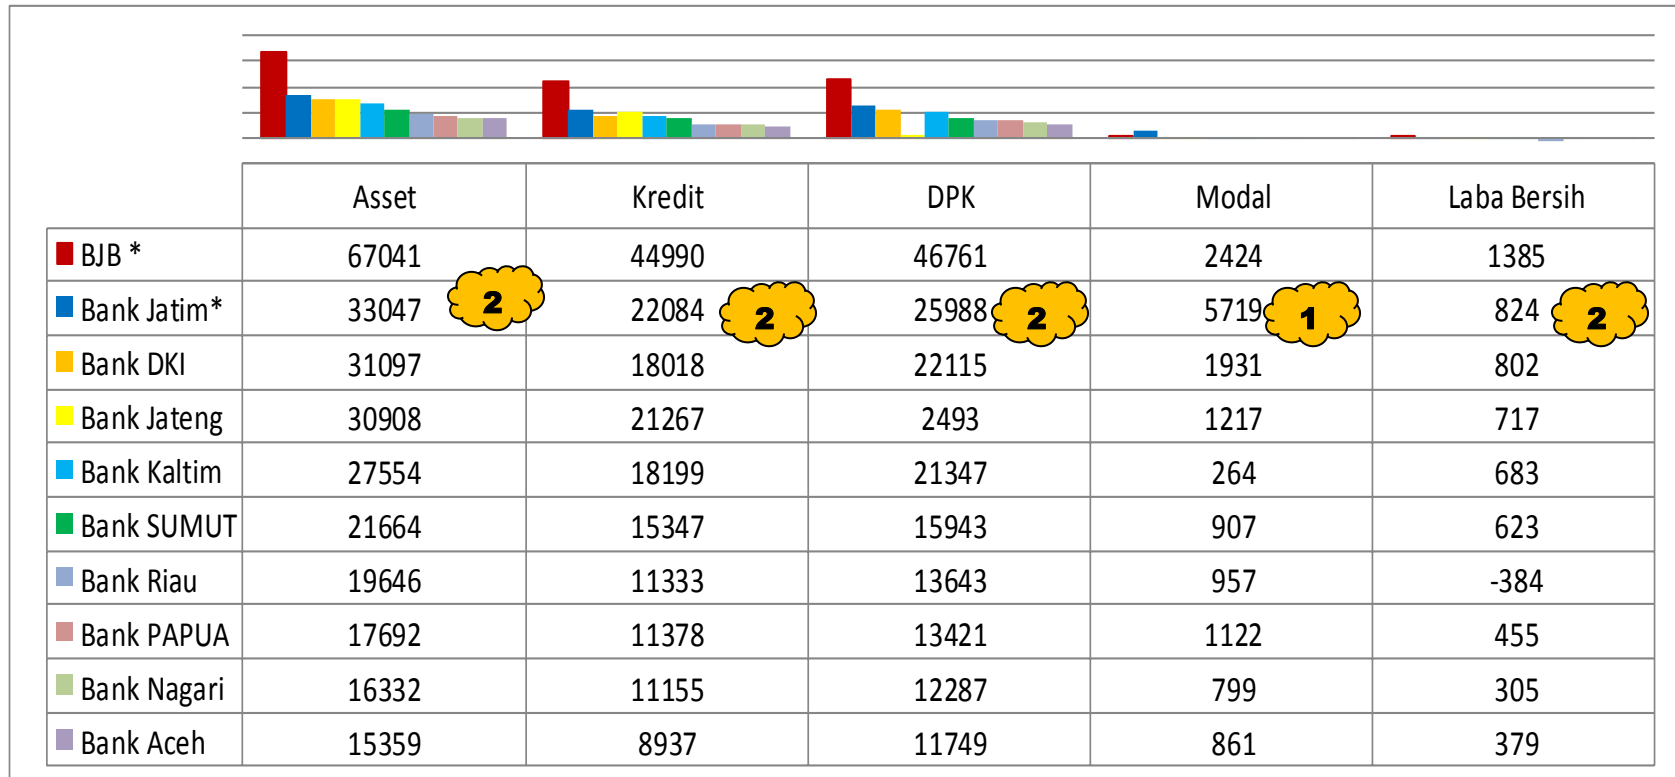 Asset Kredit DPK Modal Laba Bersih
BJB * 67041 44990 46761 2424 1385
Bank Jatim* 33047 2 22084 2 25988 2 5719 1 824 2
Bank DKI 31097 18018 22115 1931 802
Bank Jateng 30908 21267 2493 1217 717
Bank Kaltim 27554 18199 21347 264 683
Bank SUMUT 21664 15347 15943 907 623
Bank Riau 19646 11333 13643 957 -384
Bank PAPUA 17692 11378 13421 1122 455
Bank Nagari 16332 11155 12287 799 305
Bank Aceh 15359 8937 11749 861 379